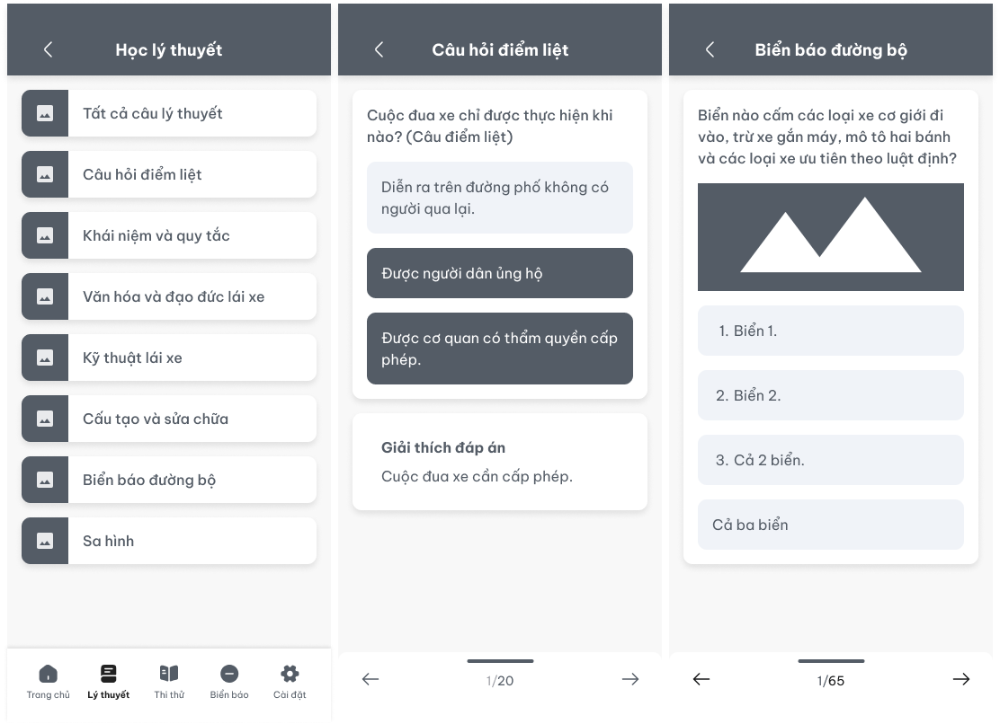 Học lý thuyết
Tất cả câu lý thuyết
Câu hỏi điểm liệt
Khái niệm và quy tắc
Văn hóa và đạo đức lái xe
Kỹ thuật lái xe
Cấu tạo và sửa chữa
Biển báo đường bộ
Sa hình
Trang chủ
Lý thuyết
Thi thử
Biển báo
Cài đặt
Câu hỏi điểm liệt
Cuộc đua xe chỉ được thực hiện khi
nào? (Câu điểm liệt)
Diễn ra trên đường phố không có
người qua lại.
Được người dân ủng hộ
Được cơ quan có thẩm quyền cấp
phép.
Giải thích đáp án
Cuộc đua xe cần cấp phép.
1/20
Biển báo đường bộ
Biển nào cấm các loại xe cơ giới đi
vào, trừ xe gắn máy, mô tô hai bánh
và các loại xe ưu tiên theo luật định?
1. Biển 1.
2. Biển 2.
3. Cả 2 biển.
Cả ba biển
1/65